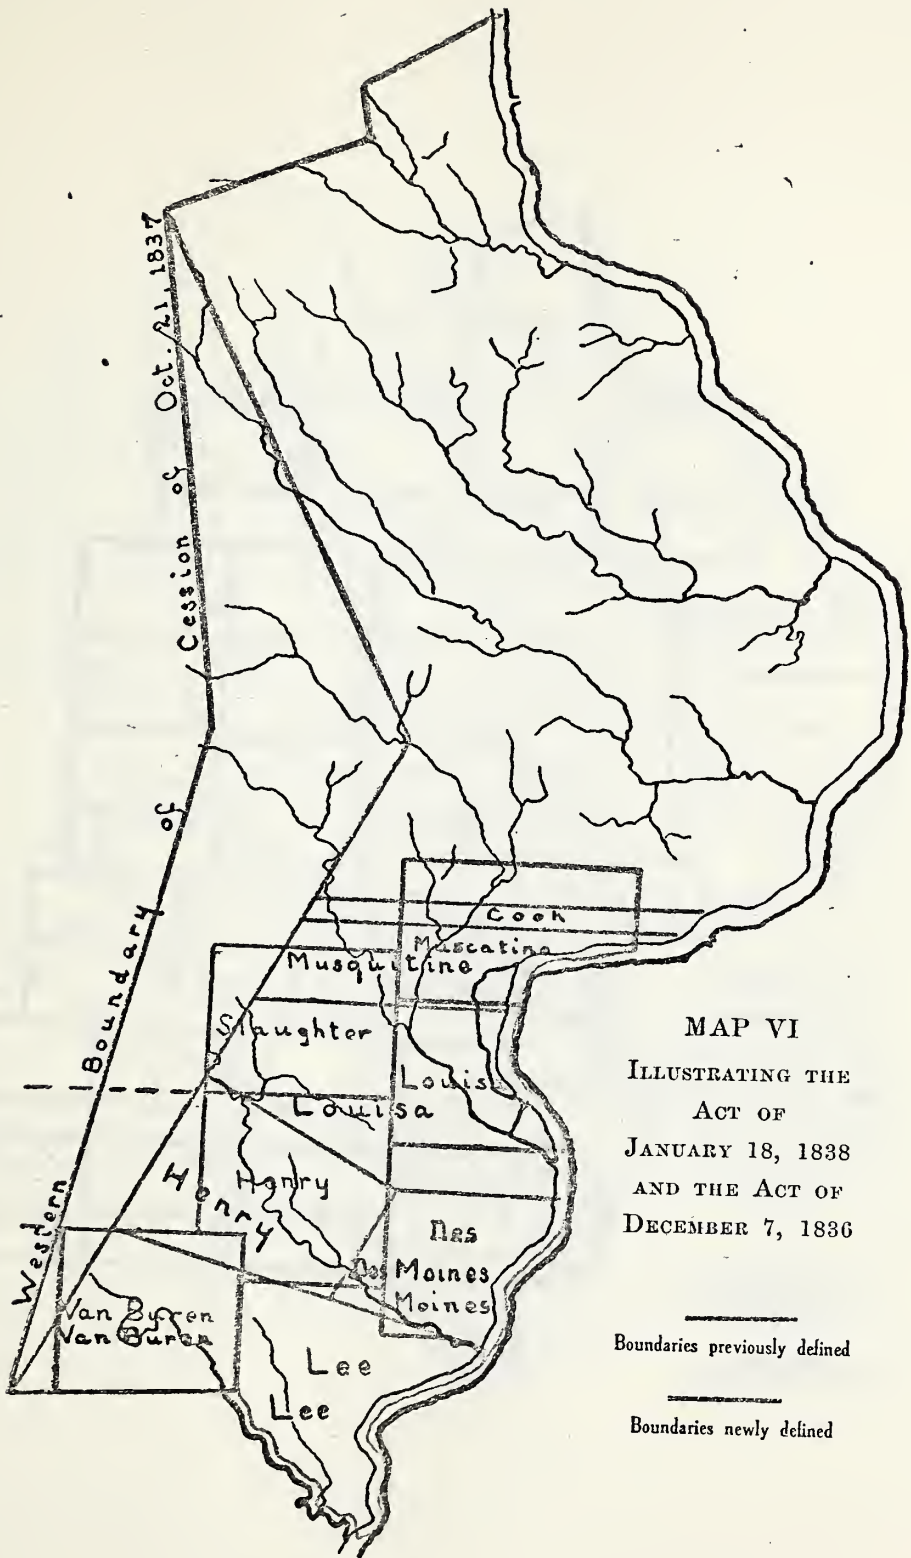 Western Boundary of Cession of Oct. 21, 1837
Cook
Muscatine
Musquitine
Slaughter
Louisa
Louisa
Henry
Henry
Des
Des Moines
Moines
Van Buren
Van Buren
Lee
Lee
MAP VI
ILLUSTRATING THE
ACT OF
JANUARY 18, 1838
AND THE ACT OF
DECEMBER 7, 1836
Boundaries previously defined
Boundaries newly defined